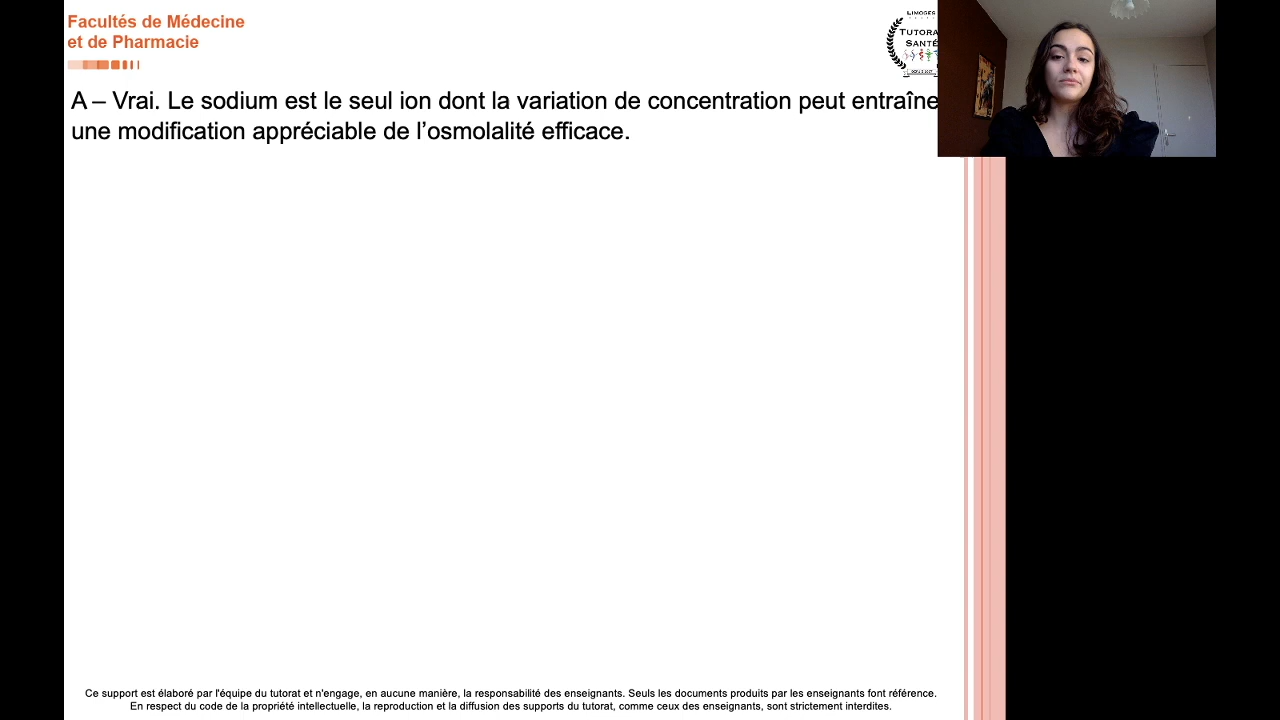 Facultés de Médecine
et de Pharmacie
LIMOGES
TUTORA
SANTÉ
A – Vrai. Le sodium est le seul ion dont la variation de concentration peut entraîne
une modification appréciable de l’osmolalité efficace.
Ce support est élaboré par l'équipe du tutorat et n'engage, en aucune manière, la responsabilité des enseignants. Seuls les documents produits par les enseignants font référence.
En respect du code de la propriété intellectuelle, la reproduction et la diffusion des supports du tutorat, comme ceux des enseignants, sont strictement interdites.